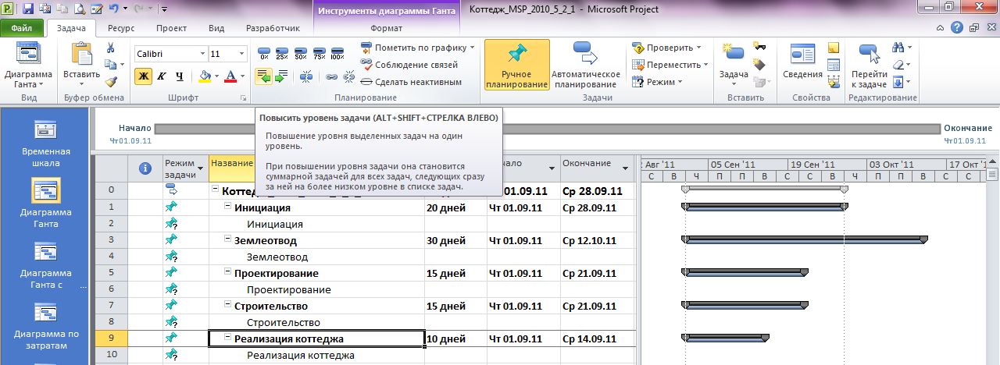 Инструменты диаграммы Ганта
Коттедж_MSP_2010_5_2_1 - Microsoft Project
Файл Задача Ресурс Проект Вид Разработчик Формат
Диаграмма Ганта
Вид
Вставить
Буфер обмена
Calibri 11
Ж К Ч А
Шрифт
0% 25% 50% 75% 100%
Пометить по графику
Соблюдение связей
Сделать неактивным
Планирование
Ручное планирование
Автоматическое планирование
Проверить
Переместить
Режим
Задачи
Задача
Вставить
Сведения
Свойства
Перейти к задаче
Редактирование
Повысить уровень задачи (ALT+SHIFT+СТРЕЛКА ВЛЕВО)
Повышение уровня выделенных задач на один
уровень.
При повышении уровня задачи она становится
суммарной задачей для всех задач, следующих сразу
за ней на более низком уровне в списке задач.
Начало
Чт 01.09.11
Окончание
Чт 01.09.11
Временная
шкала
Диаграмма
Ганта
Диаграмма
Ганта с ...
Диаграмма по
затратам
Режим задачи Название чало Окончание
2 Авг '11 05 Сен '11 19 Сен '11 03 Окт '11 17 Окт '1
С В Ч П П С В Ч П П С В
0 Котте 01.09.11 Ср 28.09.11
1 Инициация 20 дней Чт 01.09.11 Ср 28.09.11
2 Инициация
3 Землеотвод 30 дней Чт 01.09.11 Ср 12.10.11
4 Землеотвод
5 Проектирование 15 дней Чт 01.09.11 Ср 21.09.11
6 Проектирование
7 Строительство 15 дней Чт 01.09.11 Ср 21.09.11
8 Строительство
9 Реализация коттеджа 10 дней Чт 01.09.11 Ср 14.09.11
10 Реализация коттеджа